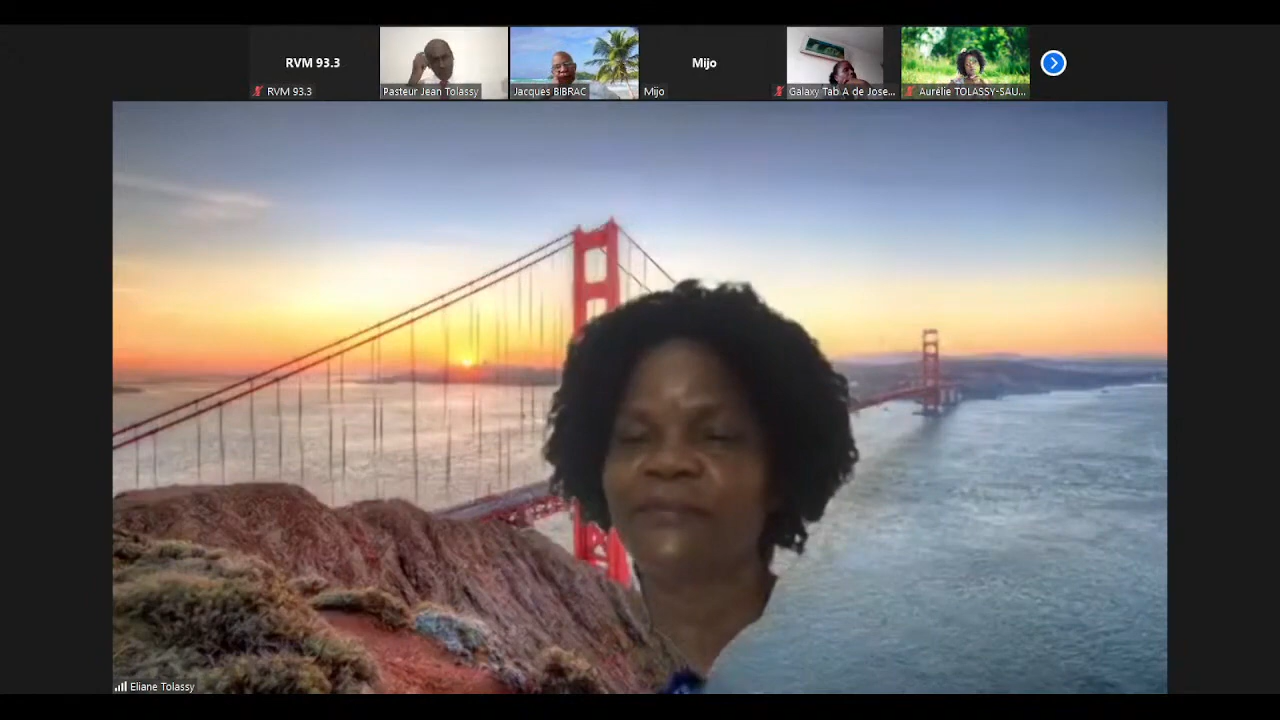 RVM 93.3
Mijo
RVM 93.3
Pasteur Jean Tolassy
Jacques BIBRAC
Mijo
Galaxy Tab A de Jose...
Aurélie TOLASSY-SAU...
Eliane Tolassy